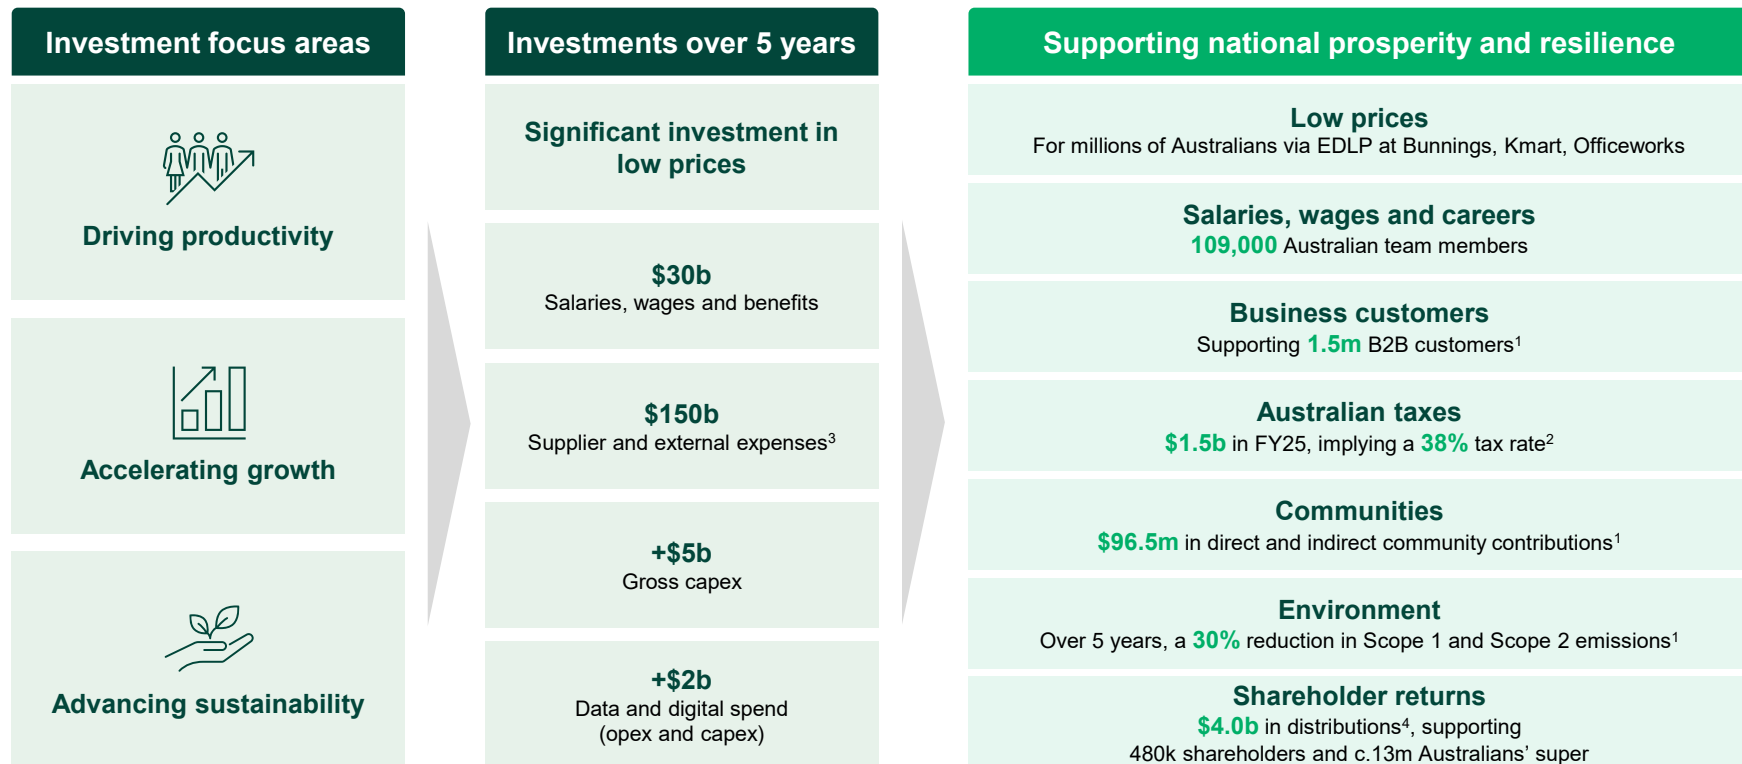 Investment focus areas
Driving productivity
Accelerating growth
Advancing sustainability
Investments over 5 years
Significant investment in
low prices
$30b
Salaries, wages and benefits
$150b
Supplier and external expenses³
+$5b
Gross capex
+$2b
Data and digital spend
(opex and capex)
Supporting national prosperity and resilience
Low prices
For millions of Australians via EDLP at Bunnings, Kmart, Officeworks
Salaries, wages and careers
109,000 Australian team members
Business customers
Supporting 1.5m B2B customers¹
Australian taxes
$1.5b in FY25, implying a 38% tax rate²
Communities
$96.5m in direct and indirect community contributions¹
Environment
Over 5 years, a 30% reduction in Scope 1 and Scope 2 emissions¹
Shareholder returns
$4.0b in distributions⁴, supporting
480k shareholders and c.13m Australians’ super